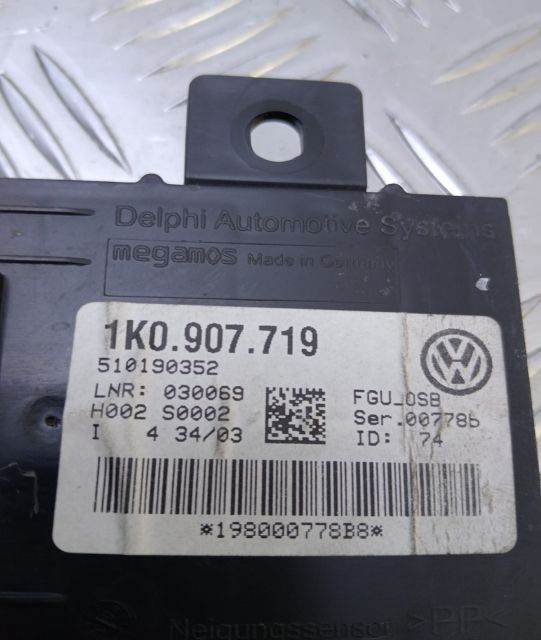 Delphi Automotive Systems
megamos Made in Germany
1K0.907.719
510190352
LNR: 030069 FGU_OSB
H002 S0002 Ser.00778b
I 4 34/03 ID: 74
*198000778B8*
Neigungssensor >PP<